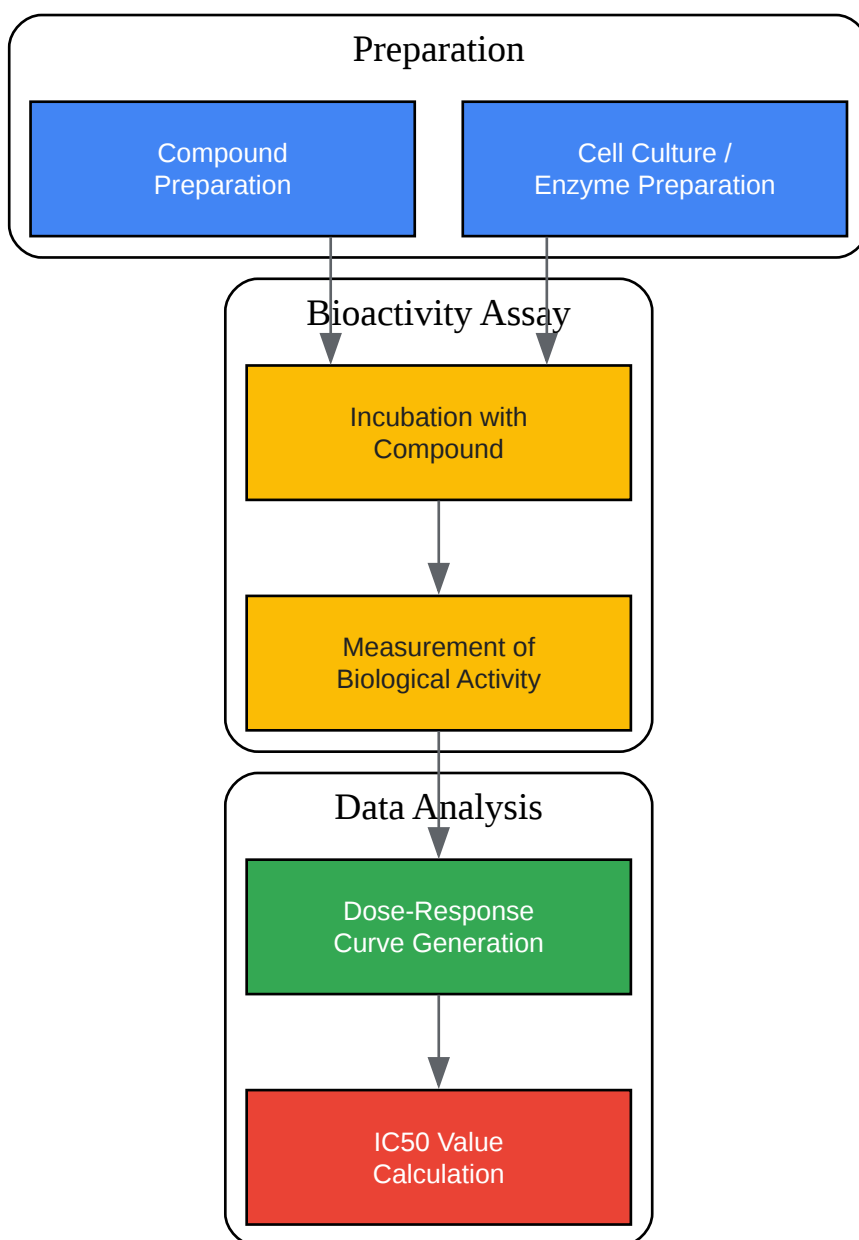 Preparation
Compound
Preparation
Cell Culture /
Enzyme Preparation
Bioactivity Assay
Incubation with
Compound
Measurement of
Biological Activity
Data Analysis
Dose-Response
Curve Generation
IC50 Value
Calculation